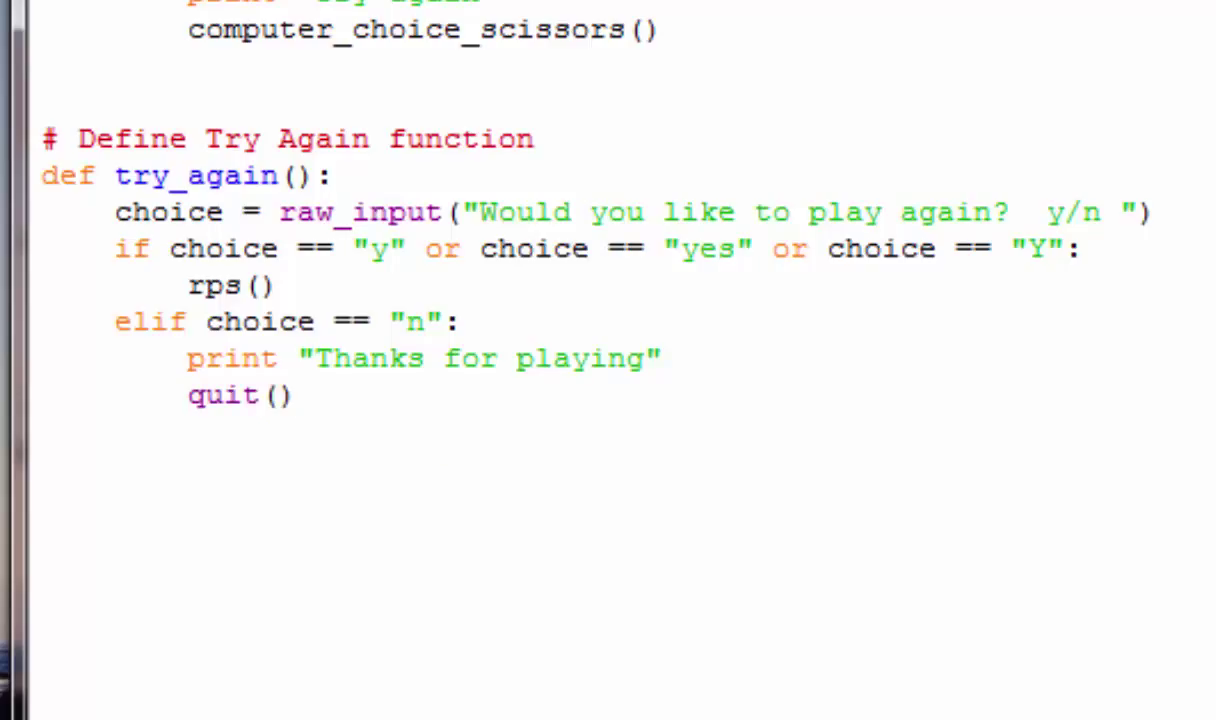 computer_choice_scissors()
# Define Try Again function
def try_again():
choice = raw_input("Would you like to play again?  y/n ")
if choice == "y" or choice == "yes" or choice == "Y":
rps()
elif choice == "n":
print "Thanks for playing"
quit()